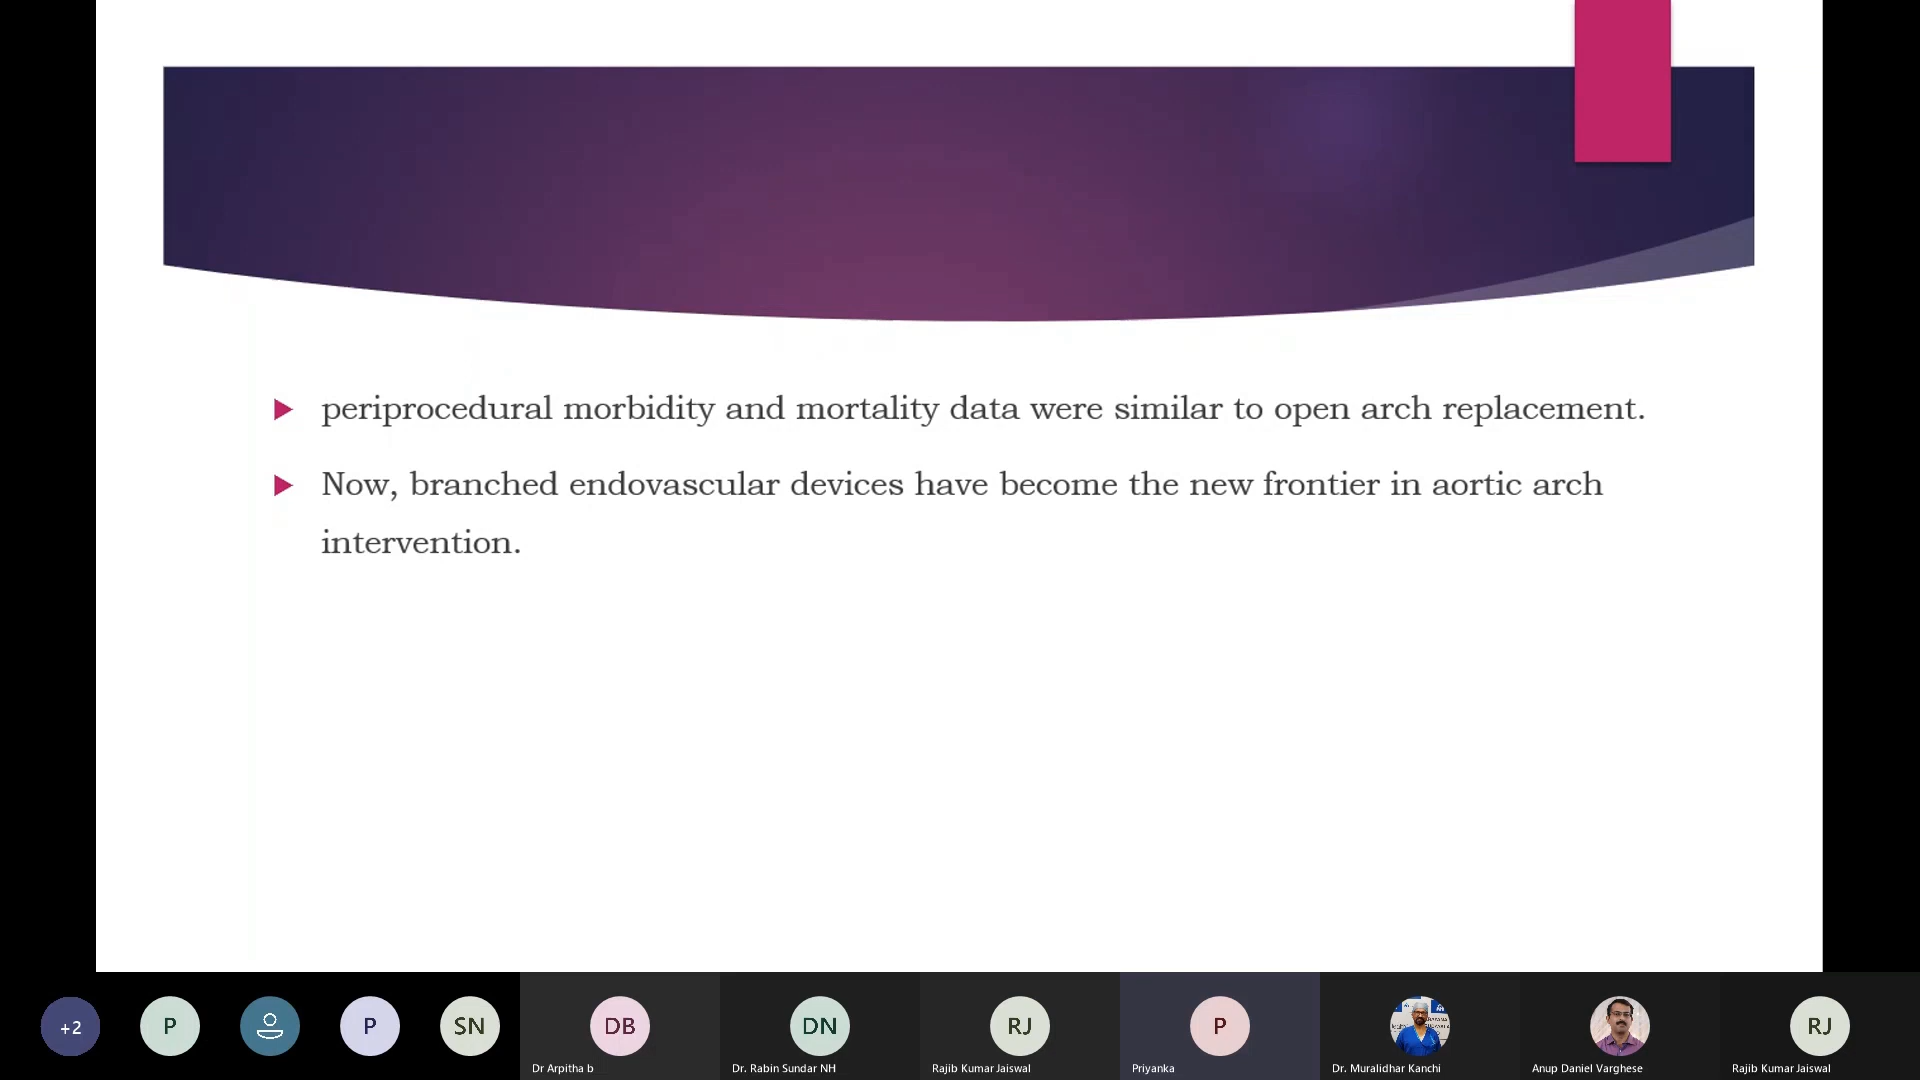 periprocedural morbidity and mortality data were similar to open arch replacement.
Now, branched endovascular devices have become the new frontier in aortic arch
intervention.
+2
P
P
SN
DB
DN
RJ
P
RJ
Dr Arpitha b
Dr. Rabin Sundar NH
Rajib Kumar Jaiswal
Priyanka
Dr. Muralidhar Kanchi
Anup Daniel Varghese
Rajib Kumar Jaiswal